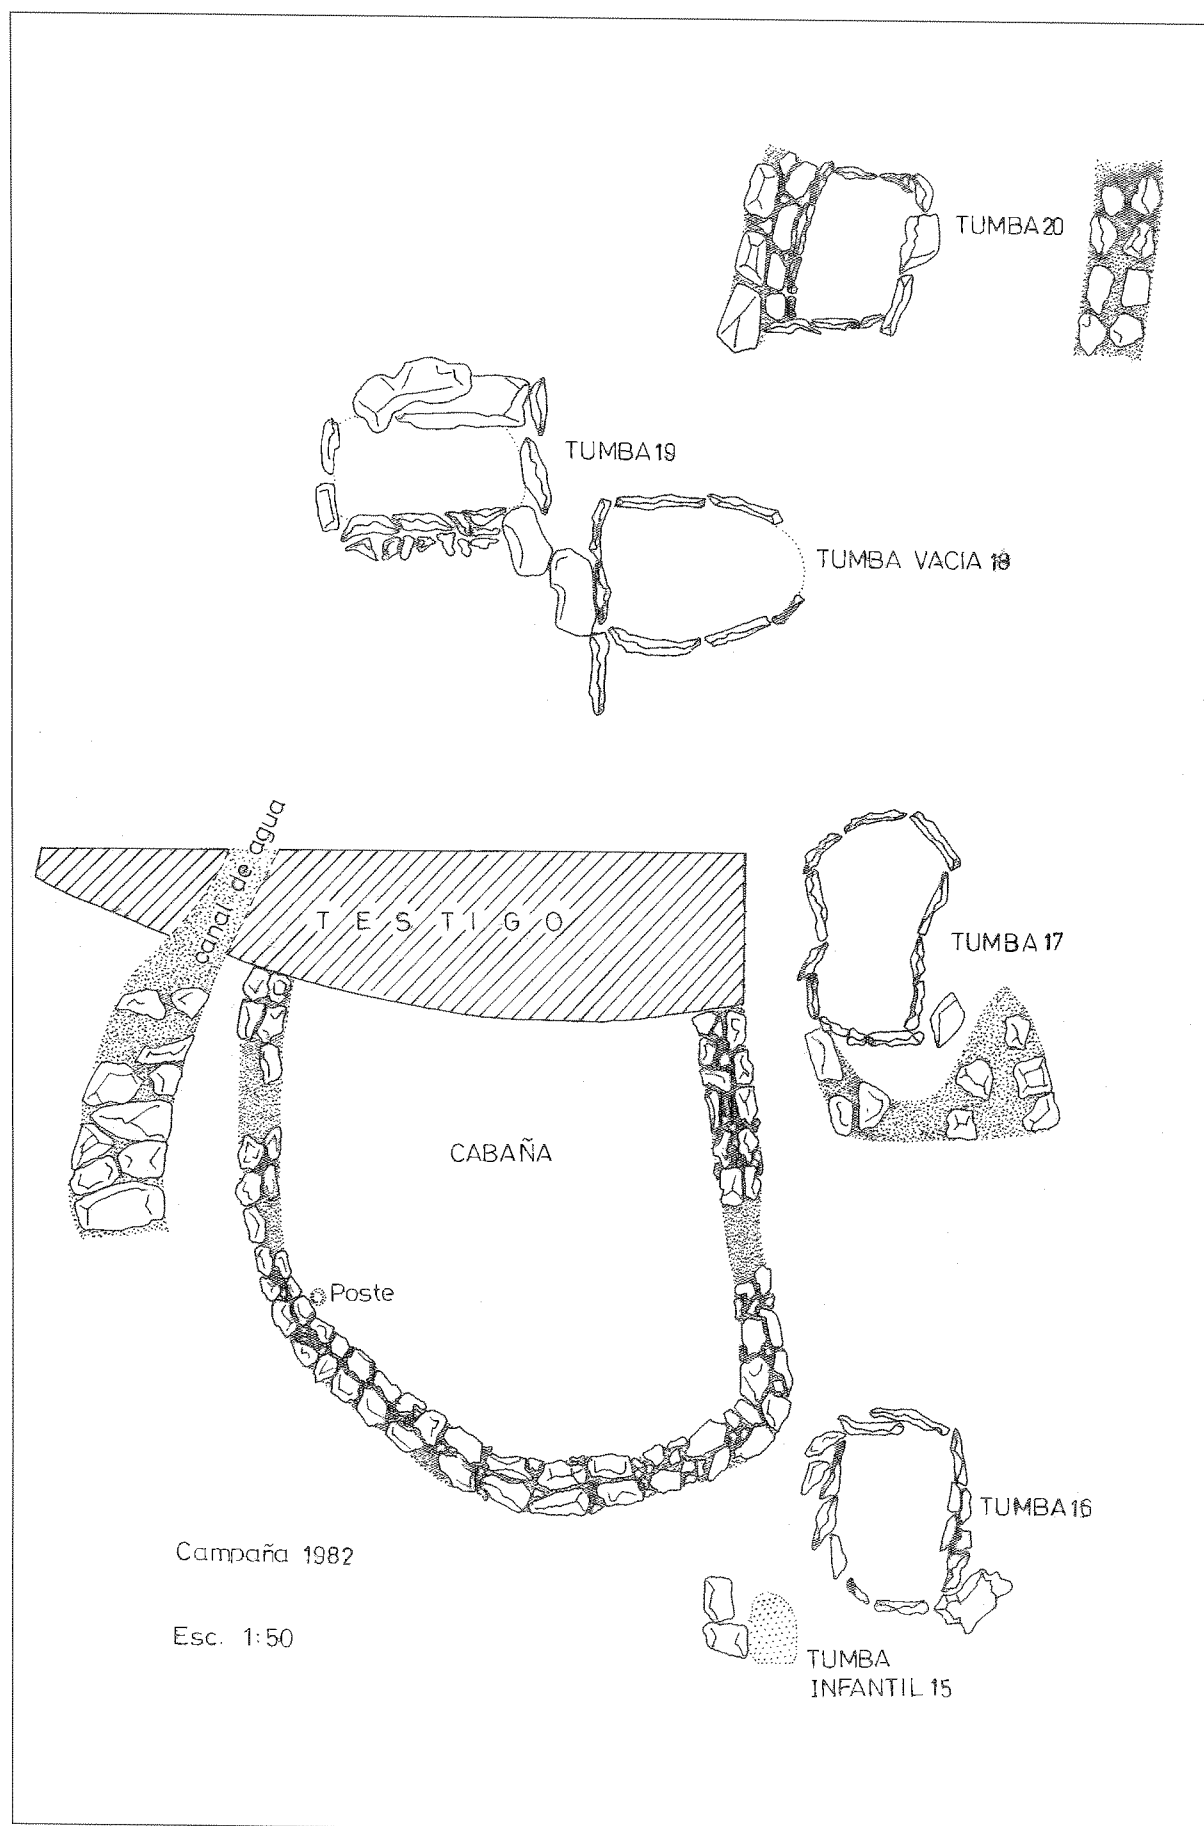 TUMBA 20
TUMBA 19
TUMBA VACIA 18
canal de agua
TESTIGO
TUMBA 17
CABAÑA
Poste
TUMBA 16
Campaña 1982
Esc. 1:50
TUMBA
INFANTIL 15